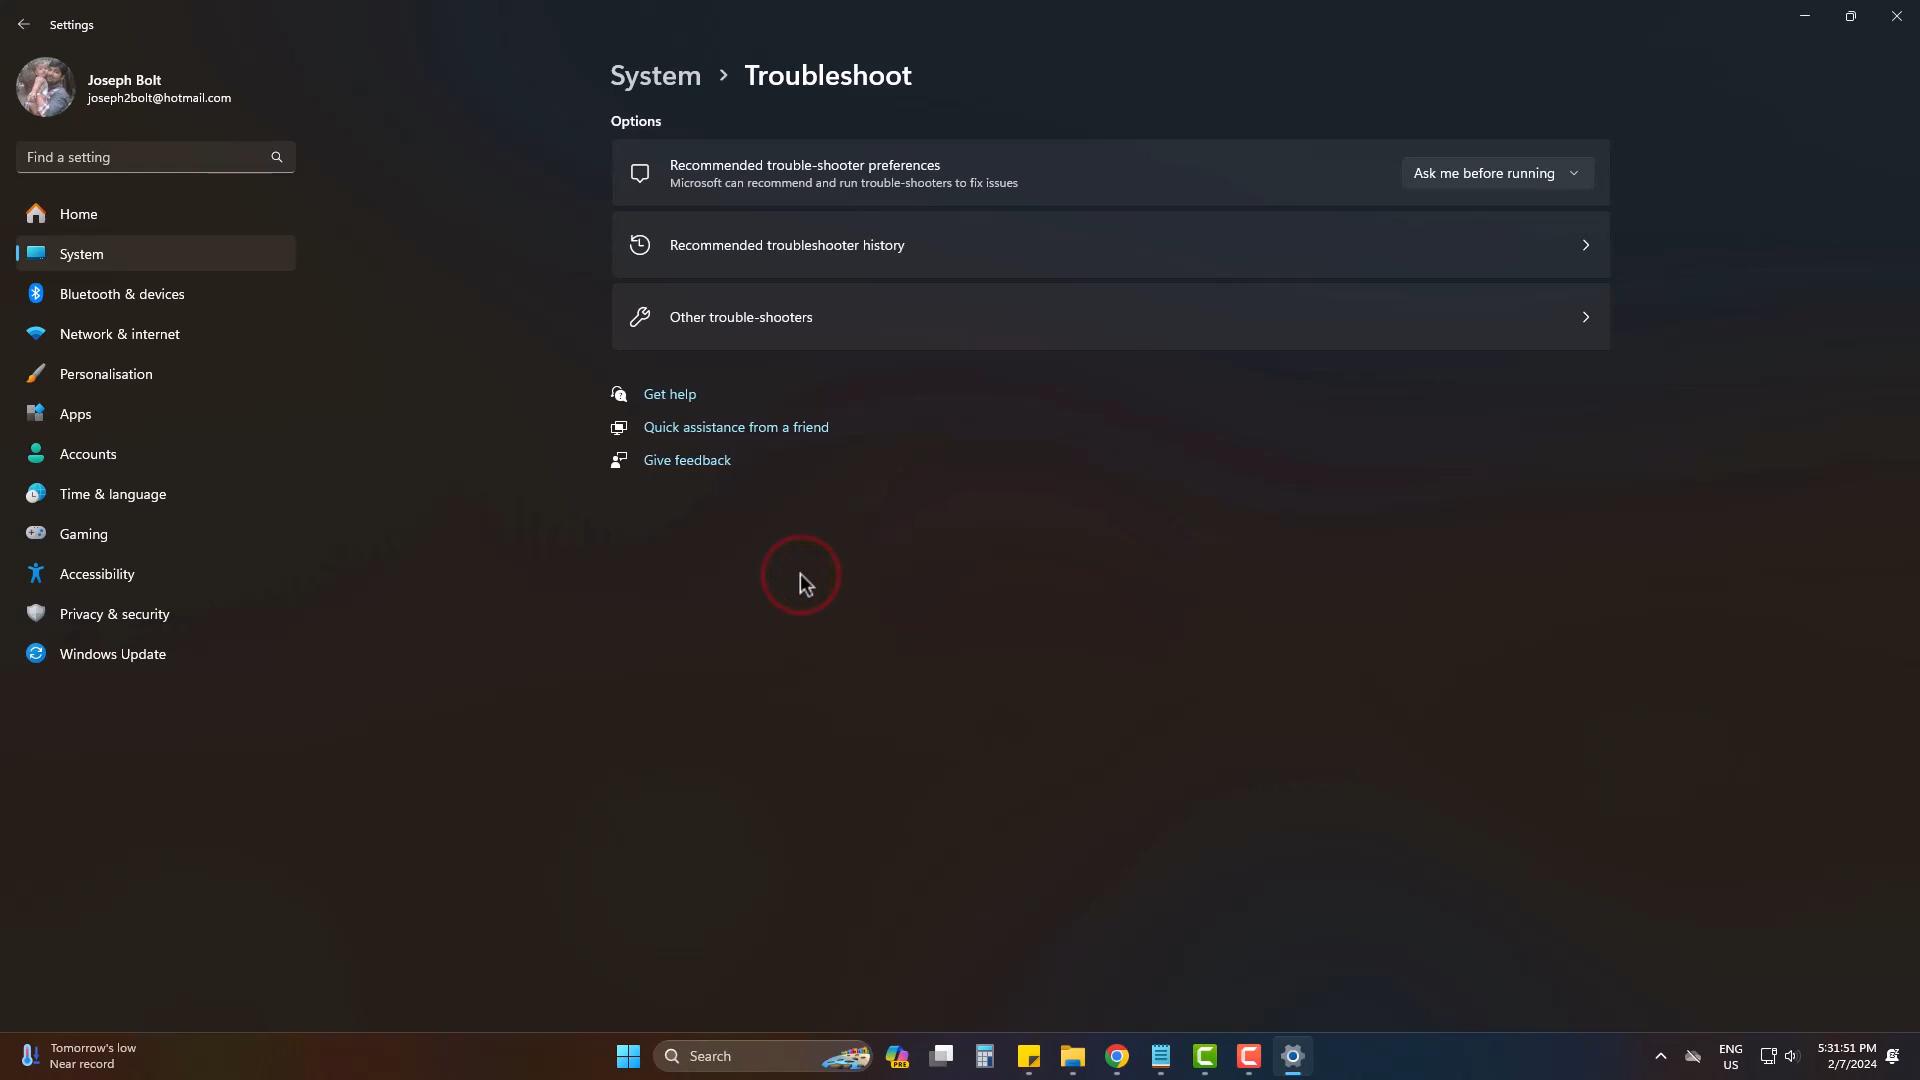 Settings
Joseph Bolt
joseph2bolt@hotmail.com
Find a setting
Home
System
Bluetooth & devices
Network & internet
Personalisation
Apps
Accounts
Time & language
Gaming
Accessibility
Privacy & security
Windows Update
System > Troubleshoot
Options
Recommended trouble-shooter preferences
Microsoft can recommend and run trouble-shooters to fix issues
Ask me before running
Recommended troubleshooter history
Other trouble-shooters
Get help
Quick assistance from a friend
Give feedback
Tomorrow's low
Near record
Search
PRE
ENG
US
5:31:51 PM
2/7/2024